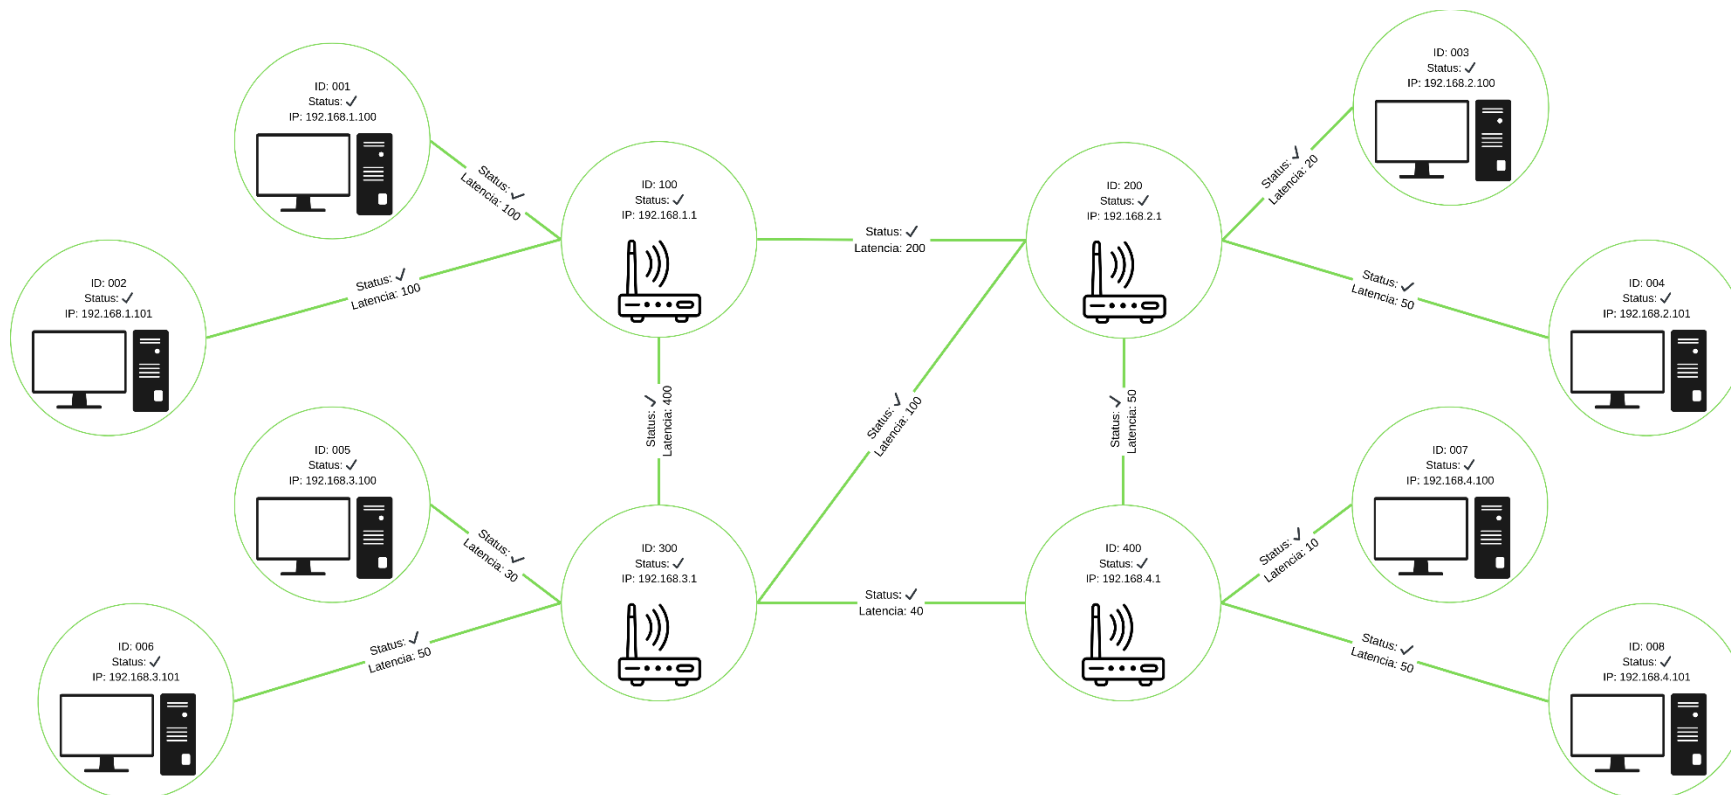 ID: 001
Status: ✓
IP: 192.168.1.100
ID: 002
Status: ✓
IP: 192.168.1.101
Status: ✓
Latencia: 100
Status: ✓
Latencia: 100
ID: 100
Status: ✓
IP: 192.168.1.1
Status: ✓
Latencia: 200
ID: 200
Status: ✓
IP: 192.168.2.1
Status: ✓
Latencia: 20
ID: 003
Status: ✓
IP: 192.168.2.100
Status: ✓
Latencia: 50
ID: 004
Status: ✓
IP: 192.168.2.101
Status: ✓
Latencia: 400
Status: ✓
Latencia: 100
Status: ✓
Latencia: 50
ID: 005
Status: ✓
IP: 192.168.3.100
Status: ✓
Latencia: 30
ID: 006
Status: ✓
IP: 192.168.3.101
Status: ✓
Latencia: 50
ID: 300
Status: ✓
IP: 192.168.3.1
Status: ✓
Latencia: 40
ID: 400
Status: ✓
IP: 192.168.4.1
Status: ✓
Latencia: 10
ID: 007
Status: ✓
IP: 192.168.4.100
Status: ✓
Latencia: 50
ID: 008
Status: ✓
IP: 192.168.4.101